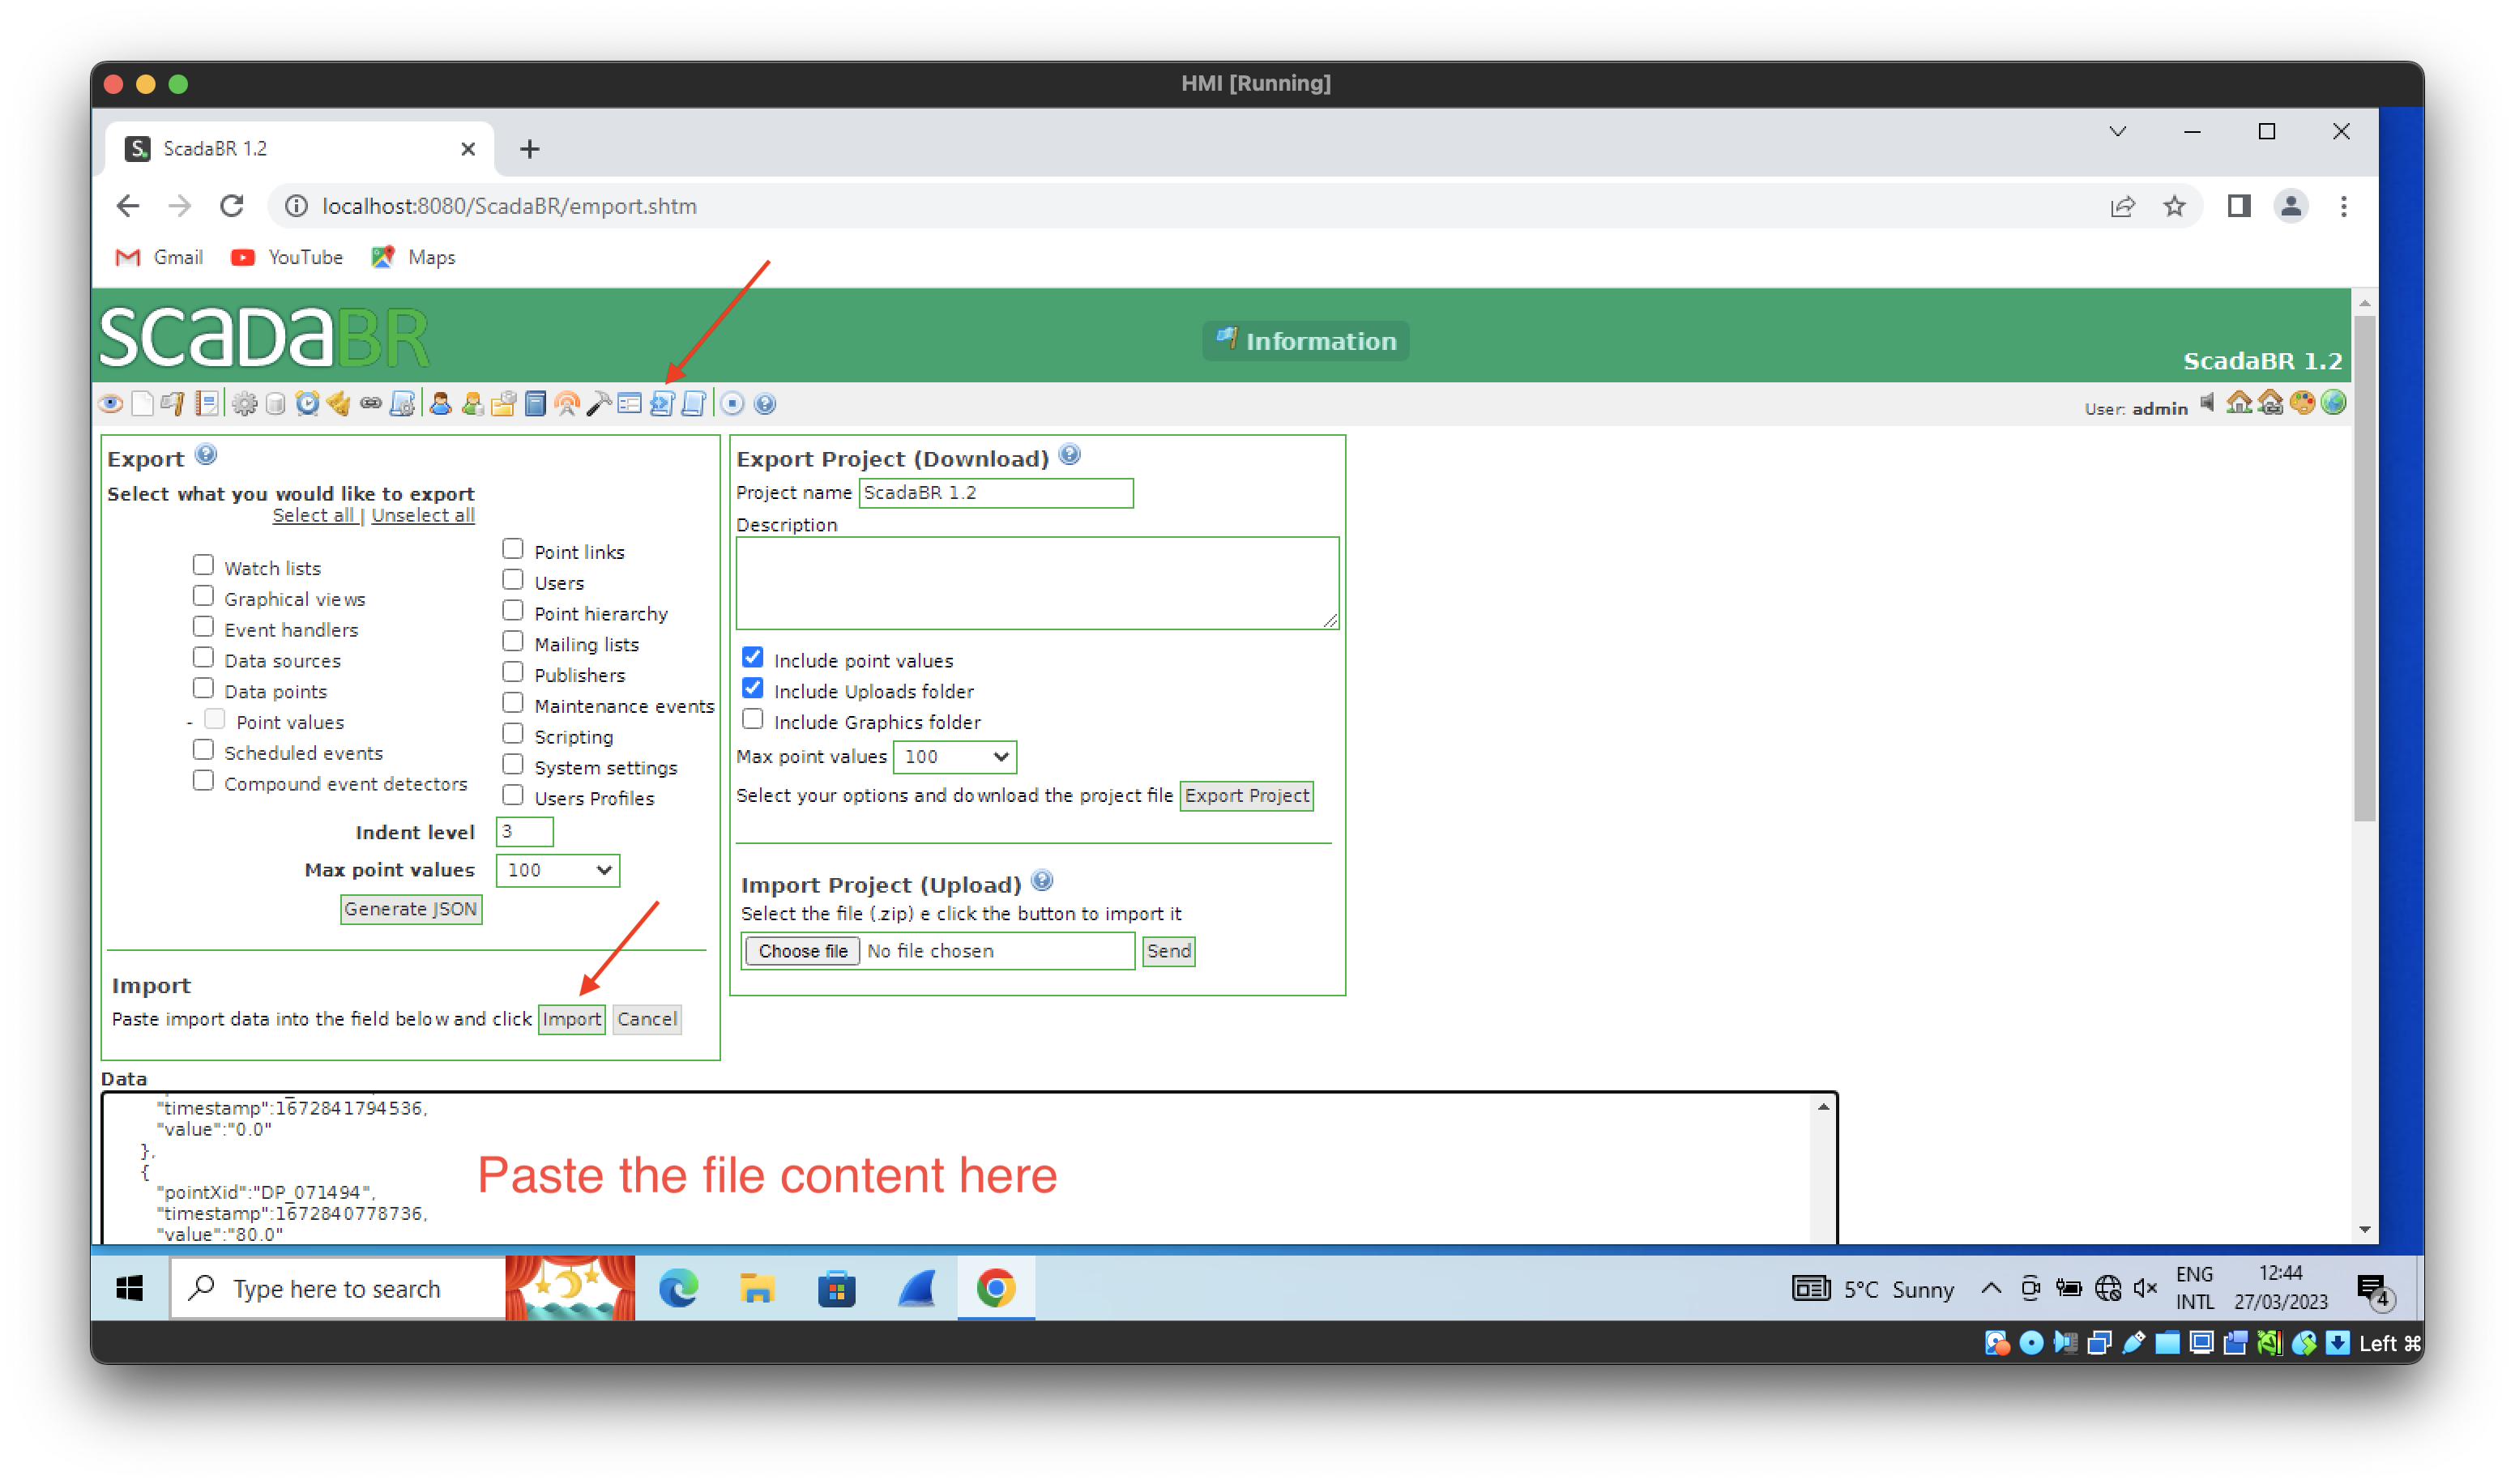 HMI [Running]
ScadaBR 1.2
localhost:8080/ScadaBR/emport.shtm
Gmail YouTube Maps
scadaBR
Information
ScadaBR 1.2
User: admin
Export
Select what you would like to export
Select all | Unselect all
Watch lists
Graphical views
Event handlers
Data sources
Data points
- Point values
Scheduled events
Compound event detectors
Point links
Users
Point hierarchy
Mailing lists
Publishers
Maintenance events
Scripting
System settings
Users Profiles
Indent level 3
Max point values 100
Generate JSON
Import
Paste import data into the field below and click Import Cancel
Export Project (Download)
Project name ScadaBR 1.2
Description
Include point values
Include Uploads folder
Include Graphics folder
Max point values 100
Select your options and download the project file Export Project
Import Project (Upload)
Select the file (.zip) e click the button to import it
Choose file No file chosen Send
Data
"timestamp":1672841794536,
"value":"0.0"
},
{
"pointXid":"DP_071494",
"timestamp":1672840778736,
"value":"80.0"
Paste the file content here
Type here to search
5°C Sunny
ENG
INTL
12:44
27/03/2023
4
Left ⌘